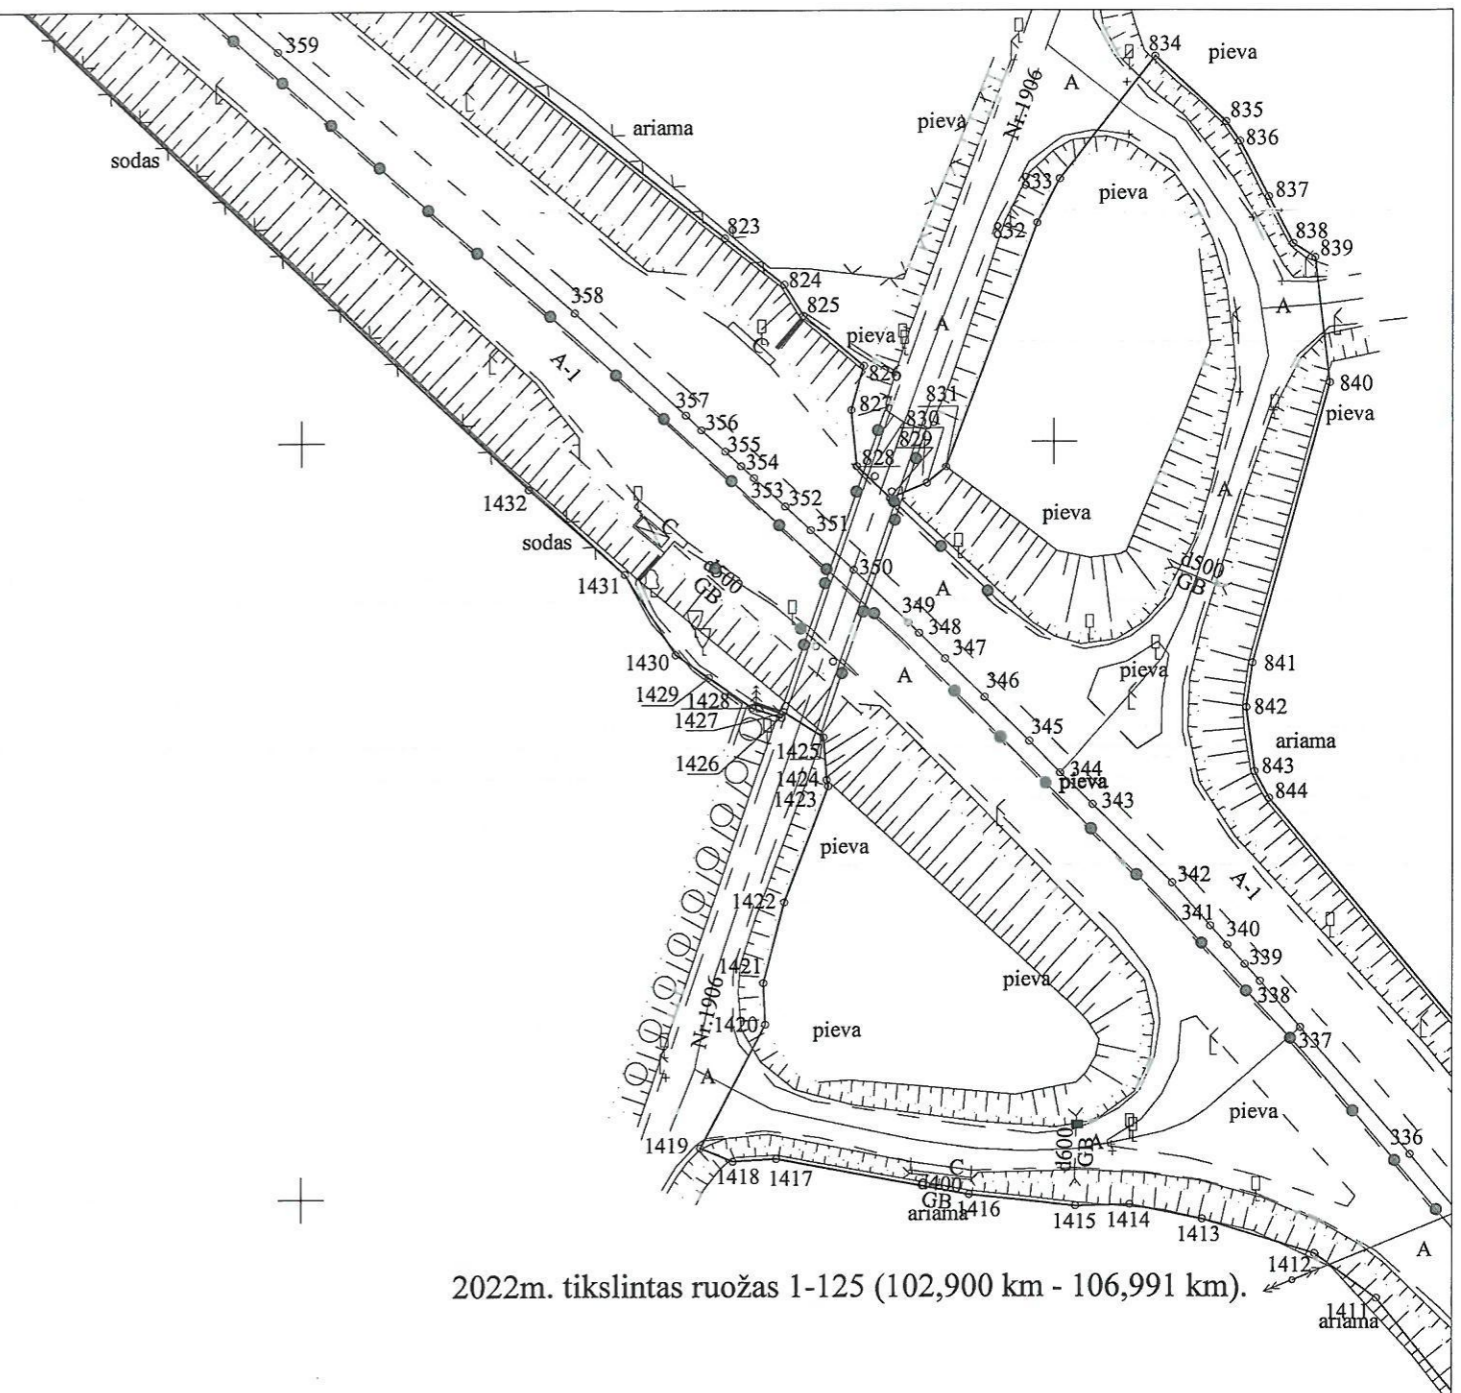 359
834
pieva
835
836
sodas
ariama
pieva
Nr.1906
A
833
pieva
837
832
838
839
823
824
825
358
pieva
A
A
A-1
C
826
827
831
830
829
828
840
pieva
357
356
355
354
353
352
351
350
1432
sodas
C
d500
GB
pieva
A
d500
GB
1431
A
349
348
347
346
345
344
343
A
pieva
841
842
1430
1429
1428
1427
1426
1425
1424
1423
pieva
ariama
843
844
pieva
342
341
340
339
338
337
336
A-1
1422
1421
1420
Nr.1906
pieva
pieva
A
pieva
1419
1418
1417
C
d400
GB
ariama
1416
d600
GB
A
1415
1414
1413
1412
A
2022m. tikslintas ruožas 1-125 (102,900 km - 106,991 km).
1411
ariama